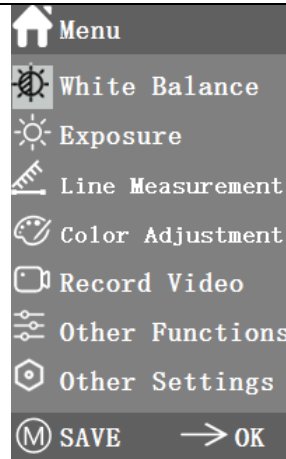 Menu
White Balance
Exposure
Line Measurement
Color Adjustment
Record Video
Other Functions
Other Settings
M SAVE → OK